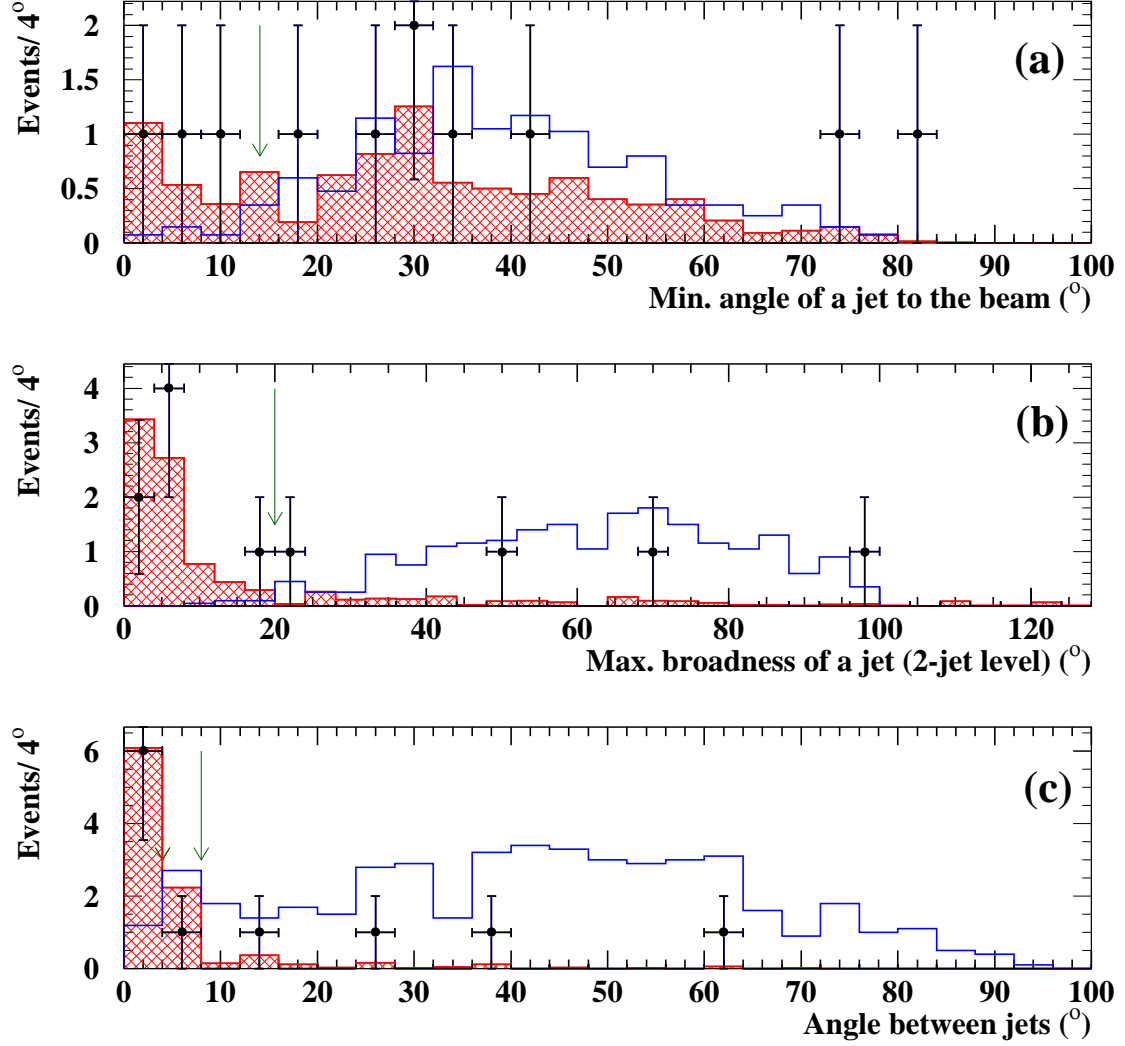 Events/ 4o
2
1.5
1
0.5
0
(a)
0 10 20 30 40 50 60 70 80 90 100
Min. angle of a jet to the beam (o)
Events/ 4o
4
3
2
1
0
(b)
0 20 40 60 80 100 120
Max. broadness of a jet (2-jet level) (o)
Events/ 4o
6
4
2
0
(c)
0 10 20 30 40 50 60 70 80 90 100
Angle between jets (o)